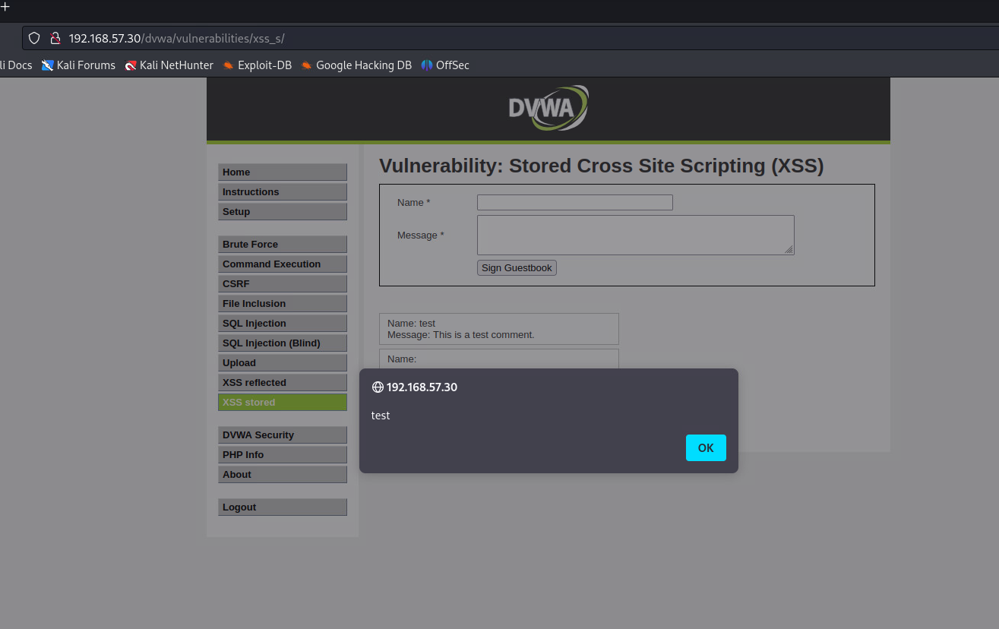 192.168.57.30/dvwa/vulnerabilities/xss_s/
li Docs Kali Forums Kali NetHunter Exploit-DB Google Hacking DB OffSec
DVWA
Home
Instructions
Setup
Brute Force
Command Execution
CSRF
File Inclusion
SQL Injection
SQL Injection (Blind)
Upload
XSS reflected
XSS stored
DVWA Security
PHP Info
About
Logout
Vulnerability: Stored Cross Site Scripting (XSS)
Name *
Message *
Sign Guestbook
Name: test
Message: This is a test comment.
Name:
192.168.57.30
test
OK